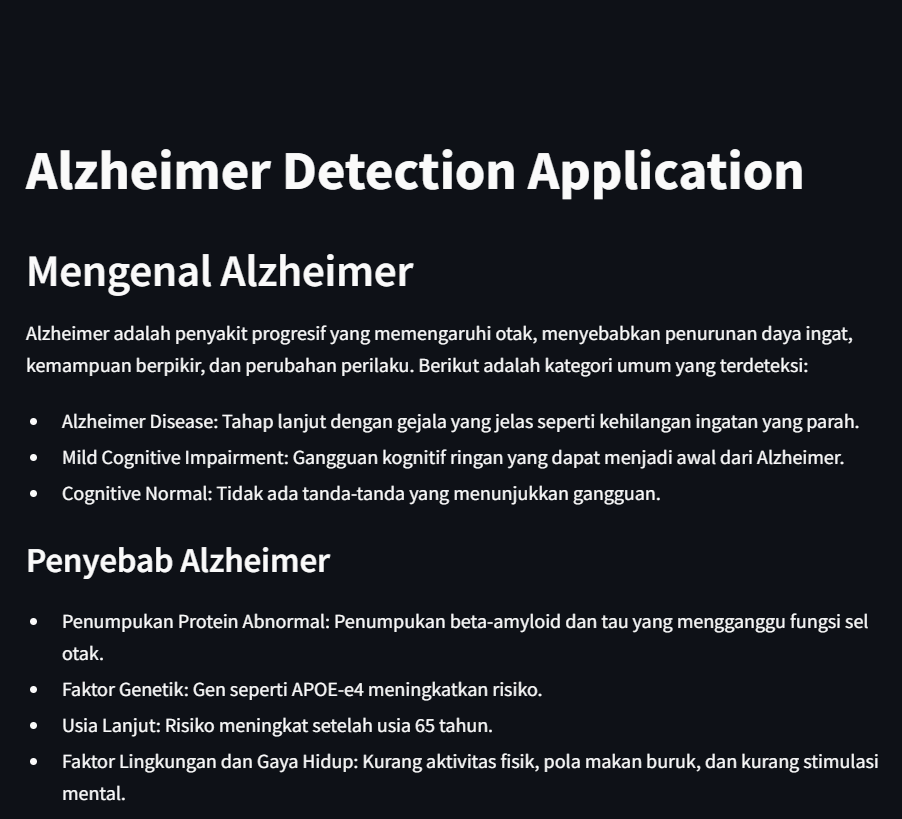 Alzheimer Detection Application
Mengenal Alzheimer
Alzheimer adalah penyakit progresif yang memengaruhi otak, menyebabkan penurunan daya ingat,
kemampuan berpikir, dan perubahan perilaku. Berikut adalah kategori umum yang terdeteksi:
• Alzheimer Disease: Tahap lanjut dengan gejala yang jelas seperti kehilangan ingatan yang parah.
• Mild Cognitive Impairment: Gangguan kognitif ringan yang dapat menjadi awal dari Alzheimer.
• Cognitive Normal: Tidak ada tanda-tanda yang menunjukkan gangguan.
Penyebab Alzheimer
• Penumpukan Protein Abnormal: Penumpukan beta-amyloid dan tau yang mengganggu fungsi sel
otak.
• Faktor Genetik: Gen seperti APOE-e4 meningkatkan risiko.
• Usia Lanjut: Risiko meningkat setelah usia 65 tahun.
• Faktor Lingkungan dan Gaya Hidup: Kurang aktivitas fisik, pola makan buruk, dan kurang stimulasi
mental.